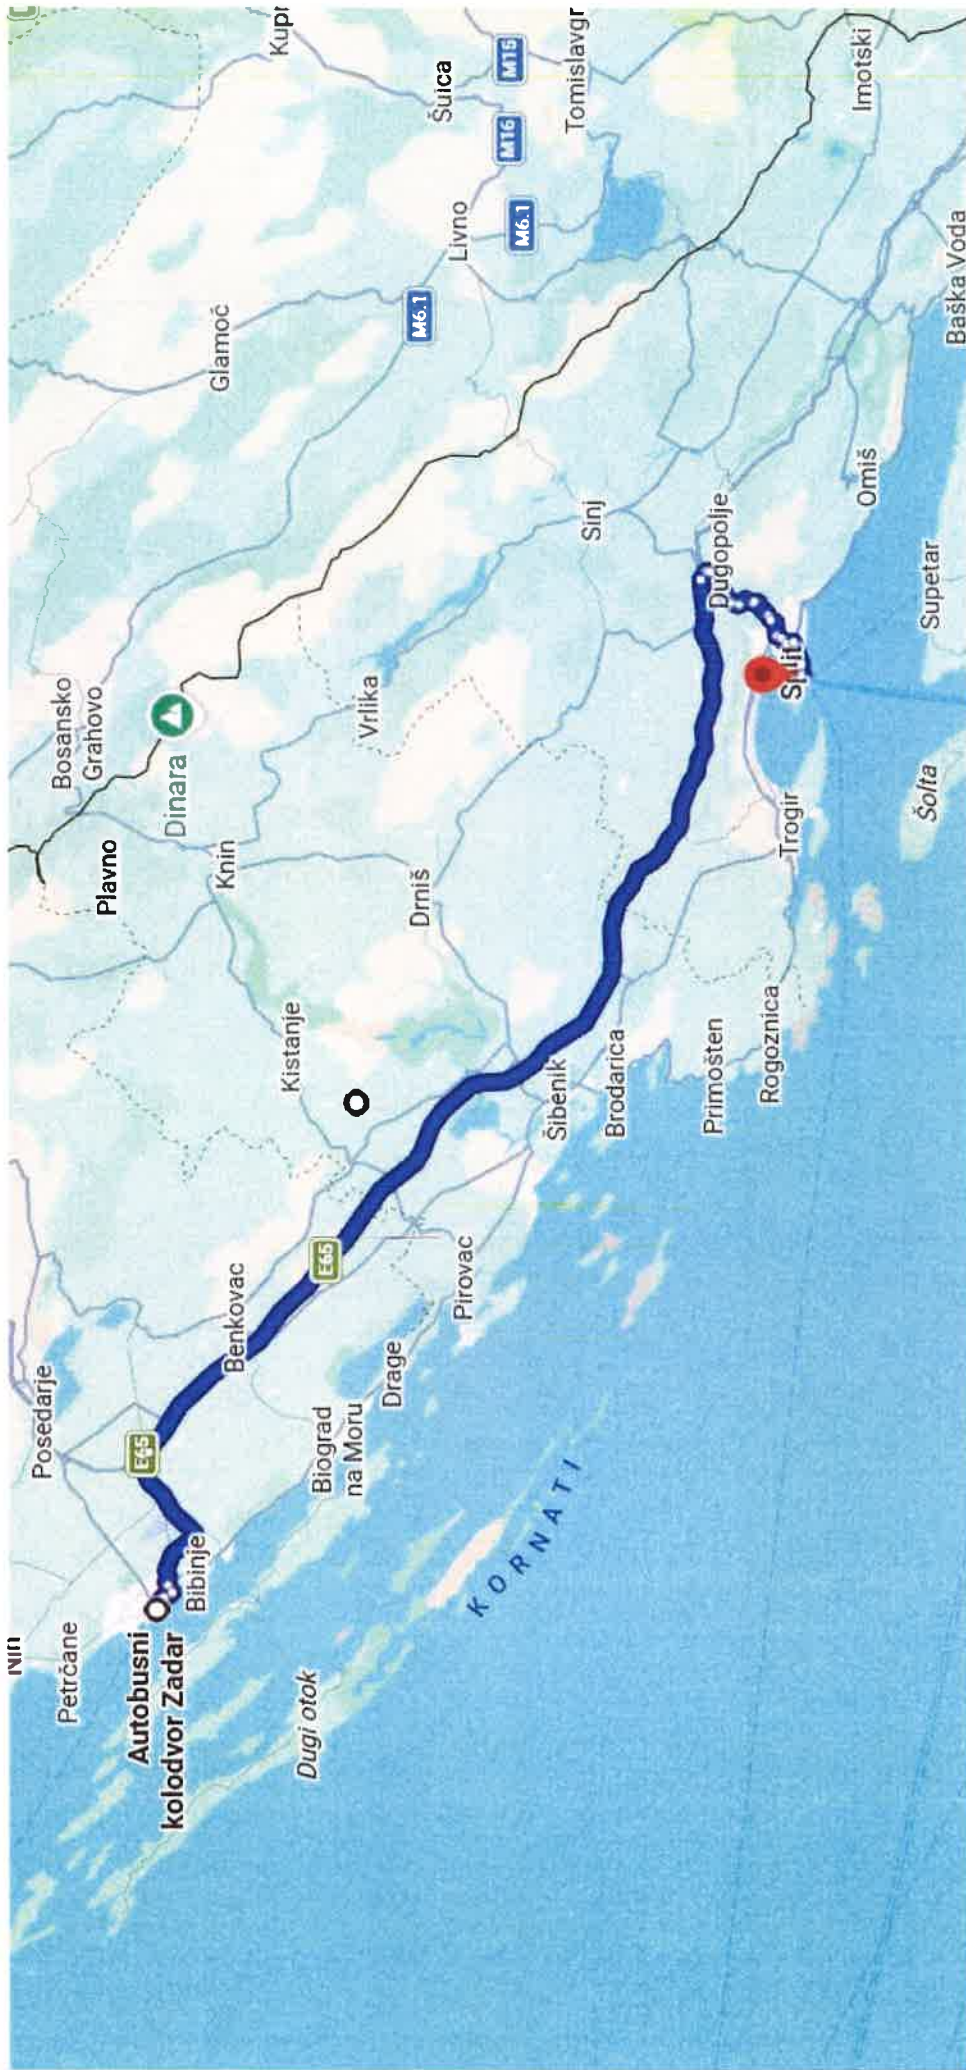 Nin
Posedarje
Petrčane
Bosansko
Grahovo
Plavno
Autobusni
kolodvor Zadar
E65
Dinara
Bibinje
Glamoč
Knin
Benkovac
Kupr
Kistanje
Dugi otok
Biograd
na Moru
E65
Vrlika
Drage
Drniš
M6.1
Šuica
Livno
Pirovac
KORNATI
M6.1
M16
M15
Šibenik
Tomislavgr
Sinj
Brodarica
Primošten
Dugopolje
Rogoznica
Trogir
Split
Omiš
Imotski
Šolta
Supetar
Baška Voda